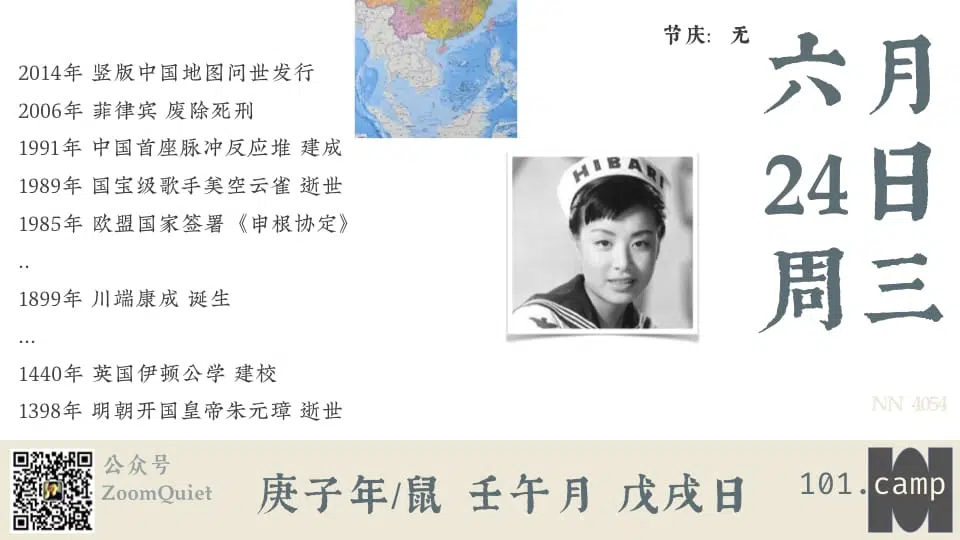 节庆： 无
六 月
24 日
周 三
2014年 竖版中国地图问世发行
2006年 菲律宾 废除死刑
1991年 中国首座脉冲反应堆 建成
1989年 国宝级歌手美空云雀 逝世
1985年 欧盟国家签署《申根协定》
..
1899年 川端康成 诞生
...
1440年 英国伊顿公学 建校
1398年 明朝开国皇帝朱元璋 逝世
HIBARI
NN 4054
公众号
ZoomQuiet
庚子年/鼠 壬午月 戊戌日
101.camp